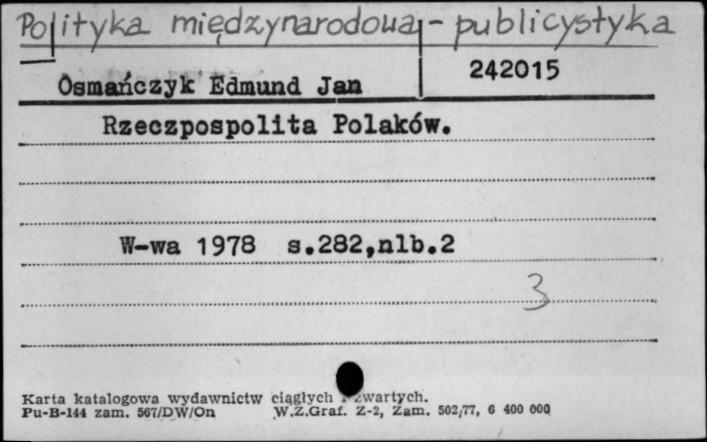 Polityka międzynarodowa - publicystyka
Osmańczyk Edmund Jan
242015
Rzeczpospolita Polaków.
W-wa 1978 s.282,nlb.2
3
Karta katalogowa wydawnictw ciągłych i zwartych.
Pu-B-144 zam. 567/DW/On W.Z.Graf. Z-2, Zam. 502/77, 6 400 000